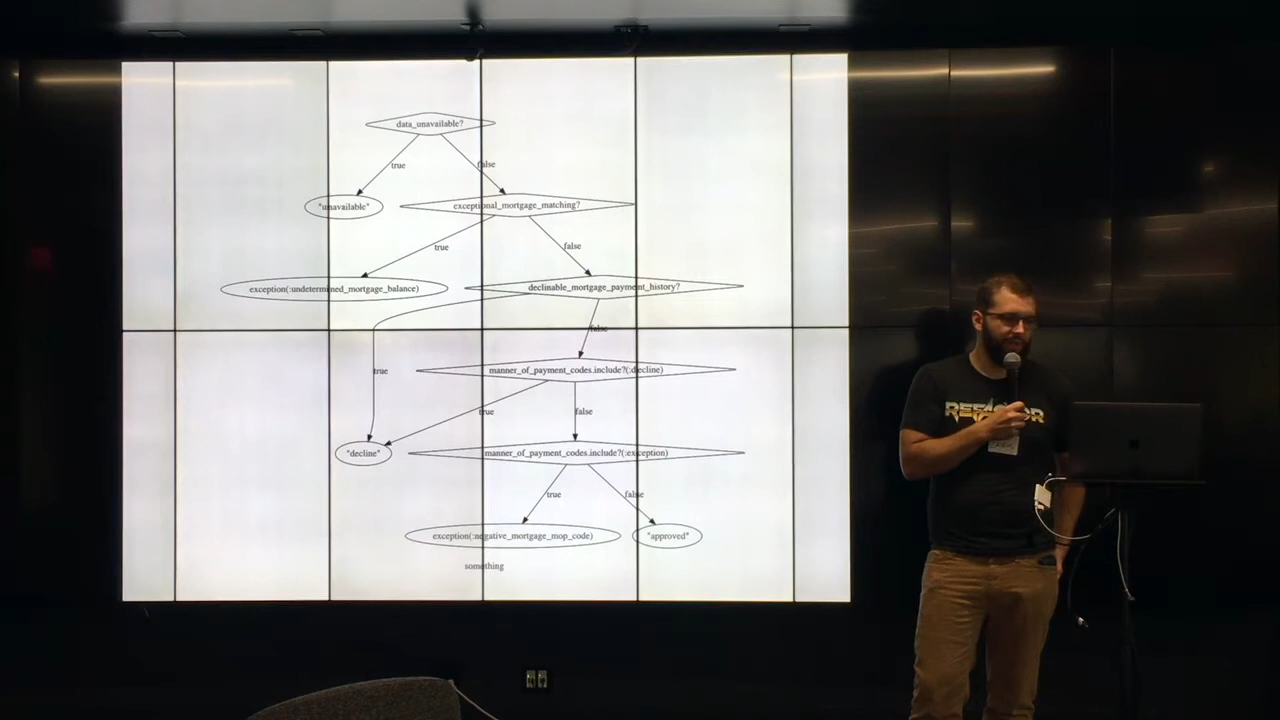 data_unavailable?
true
false
"unavailable"
exceptional_mortgage_matching?
true
false
exception(:undetermined_mortgage_balance)
declinable_mortgage_payment_history?
false
manner_of_payment_codes.include?(:decline)
true
true
false
"decline"
manner_of_payment_codes.include?(:exception)
true
false
exception(:negative_mortgage_mop_code)
"approved"
something
REFACTOR